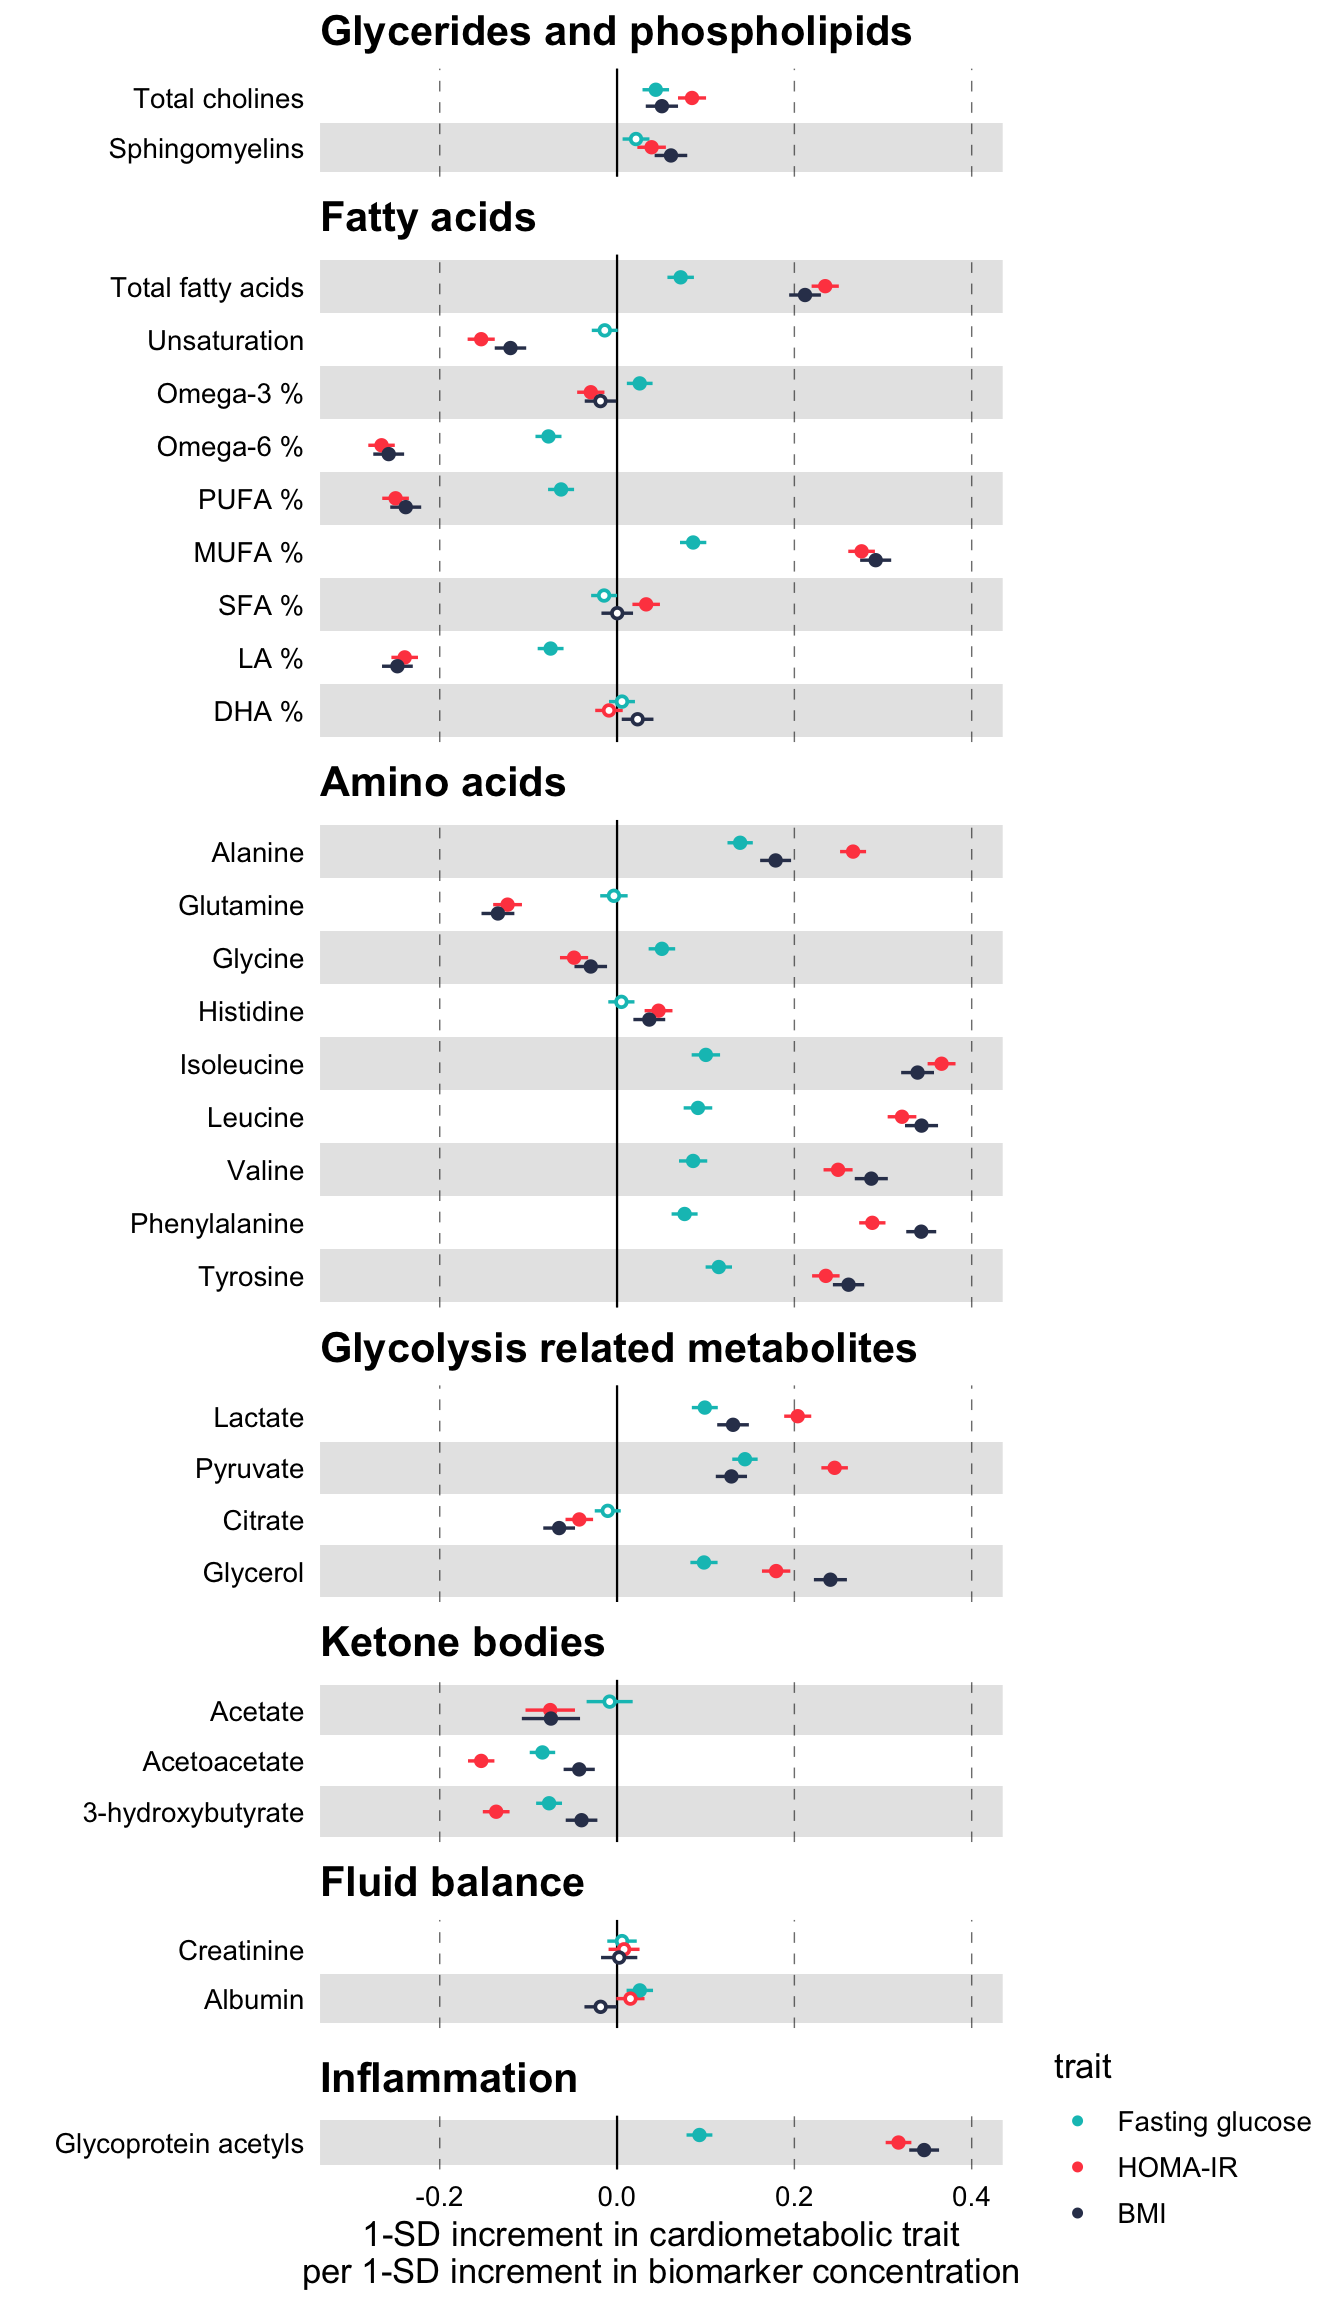 Glycerides and phospholipids
Total cholines
Sphingomyelins
Fatty acids
Total fatty acids
Unsaturation
Omega-3 %
Omega-6 %
PUFA %
MUFA %
SFA %
LA %
DHA %
Amino acids
Alanine
Glutamine
Glycine
Histidine
Isoleucine
Leucine
Valine
Phenylalanine
Tyrosine
Glycolysis related metabolites
Lactate
Pyruvate
Citrate
Glycerol
Ketone bodies
Acetate
Acetoacetate
3-hydroxybutyrate
Fluid balance
Creatinine
Albumin
Inflammation
Glycoprotein acetyls
-0.2 0.0 0.2 0.4
1-SD increment in cardiometabolic trait
per 1-SD increment in biomarker concentration
trait
Fasting glucose
HOMA-IR
BMI